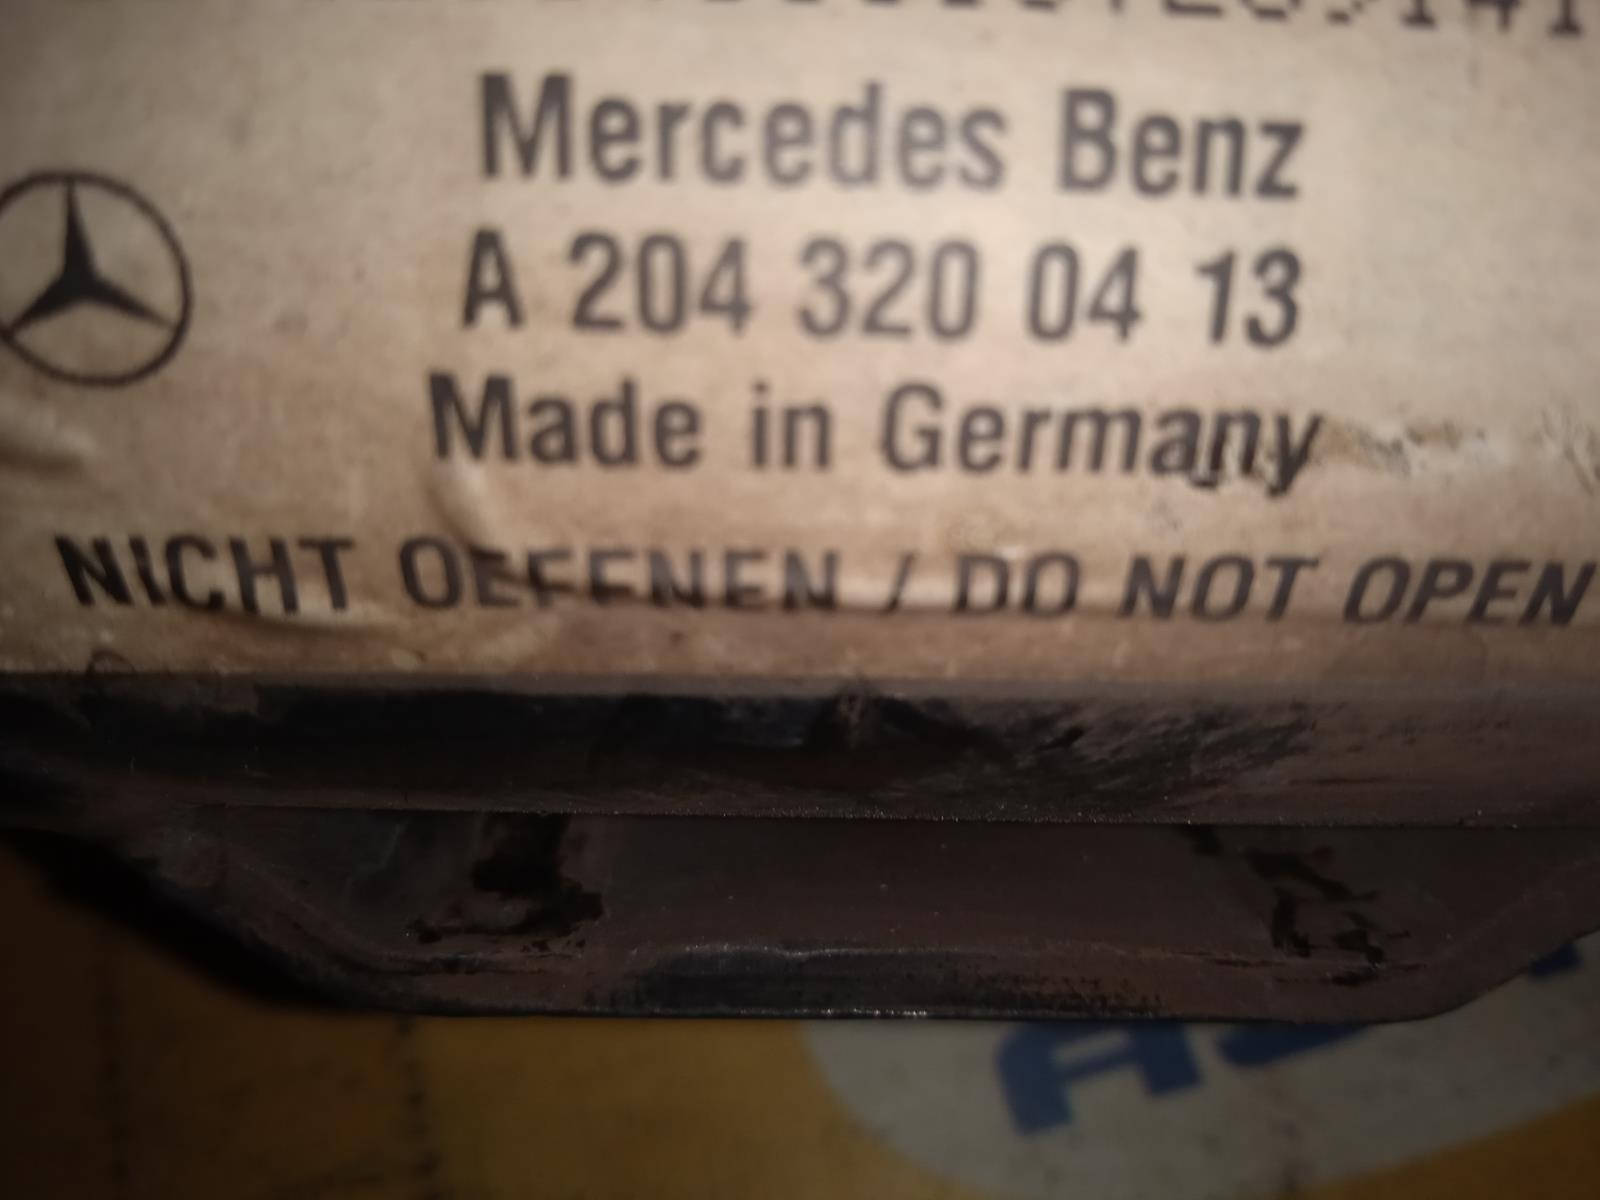 Mercedes Benz
A 204 320 04 13
Made in Germany
NICHT OEFFNEN / DO NOT OPEN